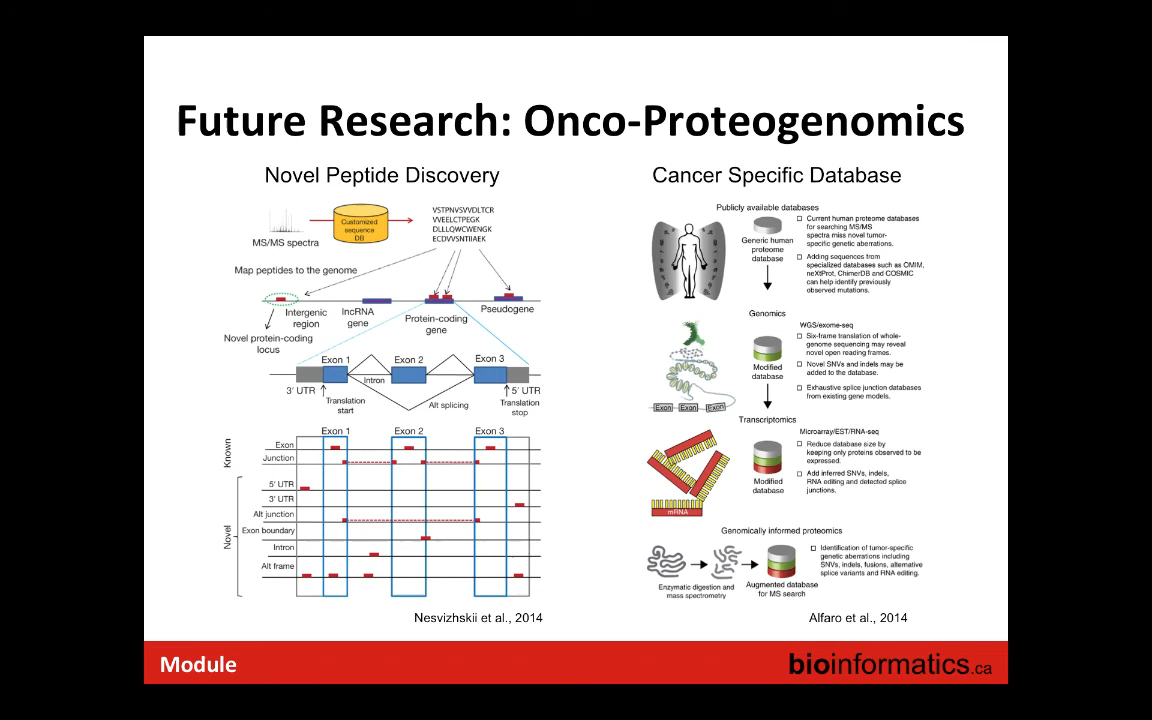 Future Research: Onco-Proteogenomics
Novel Peptide Discovery
MS/MS spectra
Customized
sequence
DB
VSTPNVSVVDLTCR
VVEELCTPEGK
DLLLQWCWENGK
ECDVVSNTIIAEK
Map peptides to the genome
Intergenic
region
lncRNA
gene
Protein-coding
gene
Pseudogene
Novel protein-coding
locus
Exon 1
Exon 2
Exon 3
Intron
3′ UTR
5′ UTR
Translation
start
Alt splicing
Translation
stop
Exon 1
Exon 2
Exon 3
Known
Exon
Junction
Novel
5′ UTR
3′ UTR
Alt junction
Exon boundary
Intron
Alt frame
Nesvizhskii et al., 2014
Cancer Specific Database
Publicly available databases
Generic human
proteome
database
Current human proteome databases
for searching MS/MS
spectra miss novel tumor-
specific genetic aberrations.
Adding sequences from
specialized databases such as OMIM,
neXtProt, ChimerDB and COSMIC
can help identify previously
observed mutations.
Genomics
WGS/exome-seq
Modified
database
Six-frame translation of whole-
genome sequencing may reveal
novel open reading frames.
Novel SNVs and indels may be
added to the database.
Exhaustive splice junction databases
from existing gene models.
Exon
Exon
Exon
Transcriptomics
Microarray/EST/RNA-seq
Modified
database
Reduce database size by
keeping only proteins observed to be
expressed.
Add inferred SNVs, indels,
RNA editing and detected splice
junctions.
mRNA
Genomically informed proteomics
Enzymatic digestion and
mass spectrometry
Augmented database
for MS search
Identification of tumor-specific
genetic aberrations including
SNVs, indels, fusions, alternative
splice variants and RNA editing.
Alfaro et al., 2014
Module
bioinformatics.ca